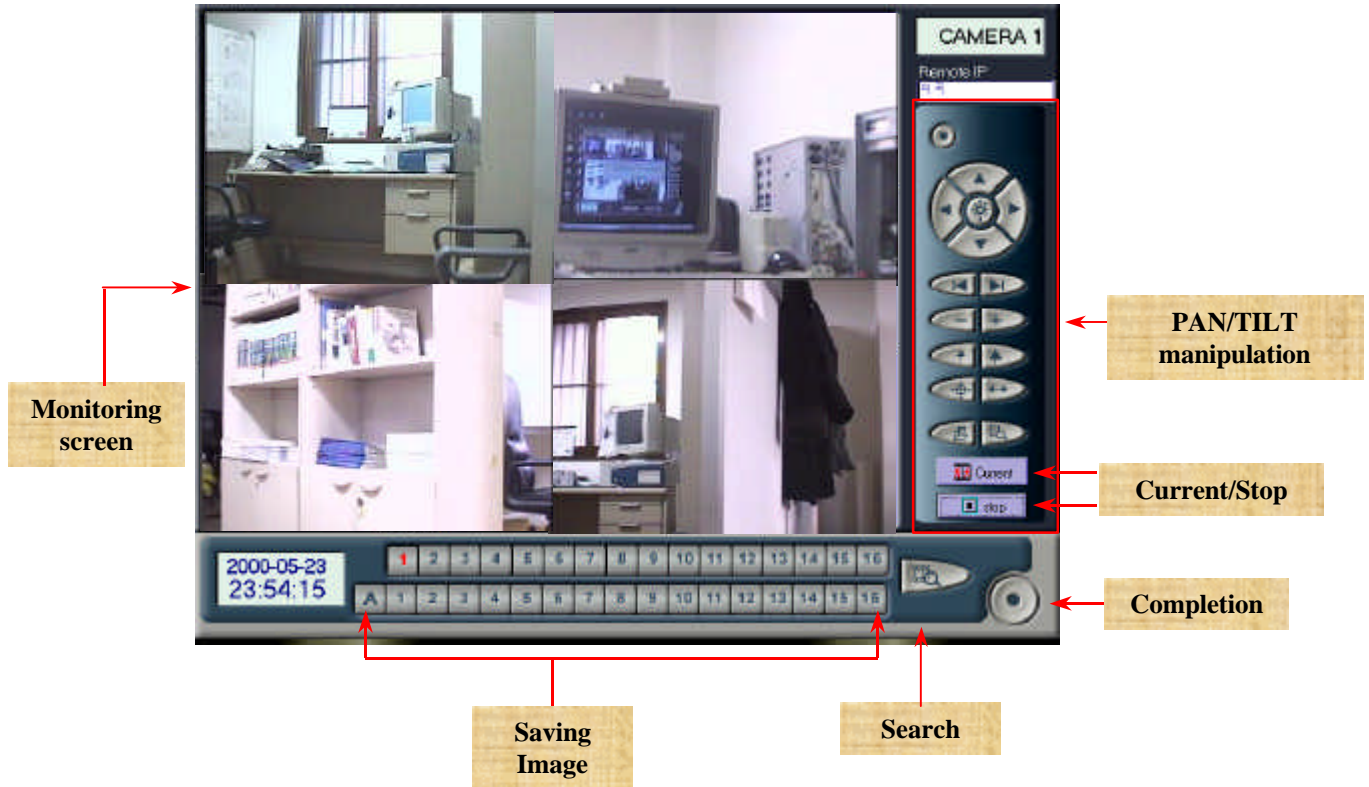 CAMERA 1
Remote IP
PAN/TILT
manipulation
Monitoring
screen
Current
stop
Current/Stop
2000-05-23
23:54:15
1 2 3 4 5 6 7 8 9 10 11 12 13 14 15 16
A 1 2 3 4 5 6 7 8 9 10 11 12 13 14 15 16
Completion
Saving
Image
Search